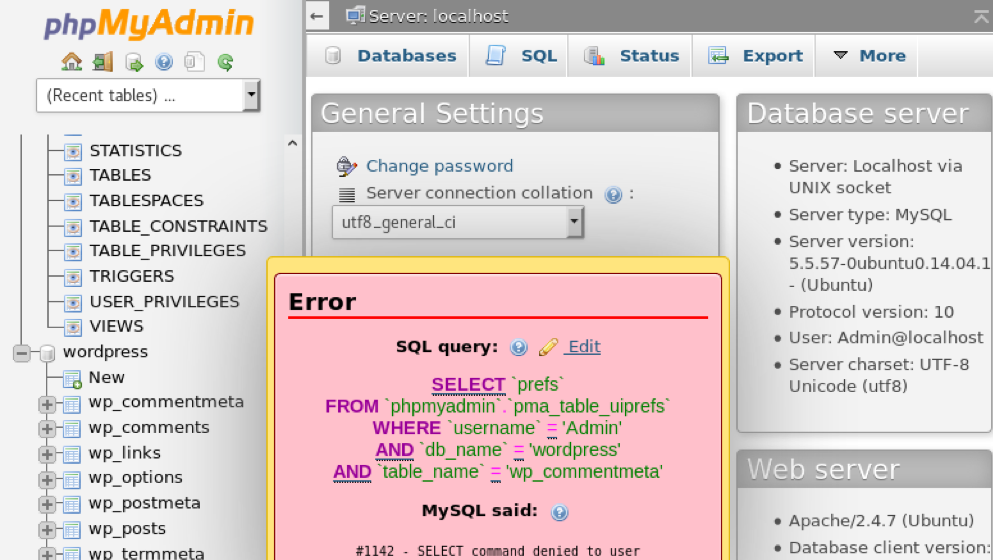 phpMyAdmin
(Recent tables) ...
STATISTICS
TABLES
TABLESPACES
TABLE_CONSTRAINTS
TABLE_PRIVILEGES
TRIGGERS
USER_PRIVILEGES
VIEWS
wordpress
New
wp_commentmeta
wp_comments
wp_links
wp_options
wp_postmeta
wp_posts
wp_termmeta
Server: localhost
Databases
SQL
Status
Export
More
General Settings
Change password
Server connection collation :
utf8_general_ci
Error
SQL query: Edit
SELECT `prefs`
FROM `phpmyadmin`.`pma_table_uiprefs`
WHERE `username` = 'Admin'
AND `db_name` = 'wordpress'
AND `table_name` = 'wp_commentmeta'
MySQL said:
#1142 - SELECT command denied to user
Database server
Server: Localhost via
UNIX socket
Server type: MySQL
Server version:
5.5.57-0ubuntu0.14.04.1
- (Ubuntu)
Protocol version: 10
User: Admin@localhost
Server charset: UTF-8
Unicode (utf8)
Web server
Apache/2.4.7 (Ubuntu)
Database client version: